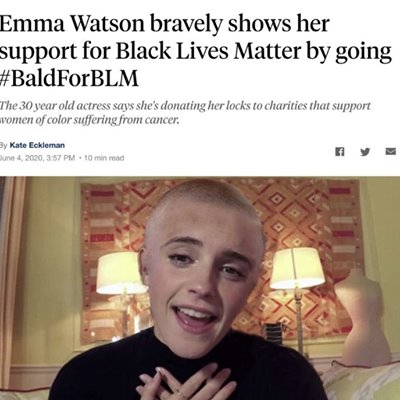 Emma Watson bravely shows her
support for Black Lives Matter by going
#BaldForBLM
The 30 year old actress says she's donating her locks to charities that support
women of color suffering from cancer.
By Kate Eckleman
June 4, 2020, 3:57 PM • 10 min read